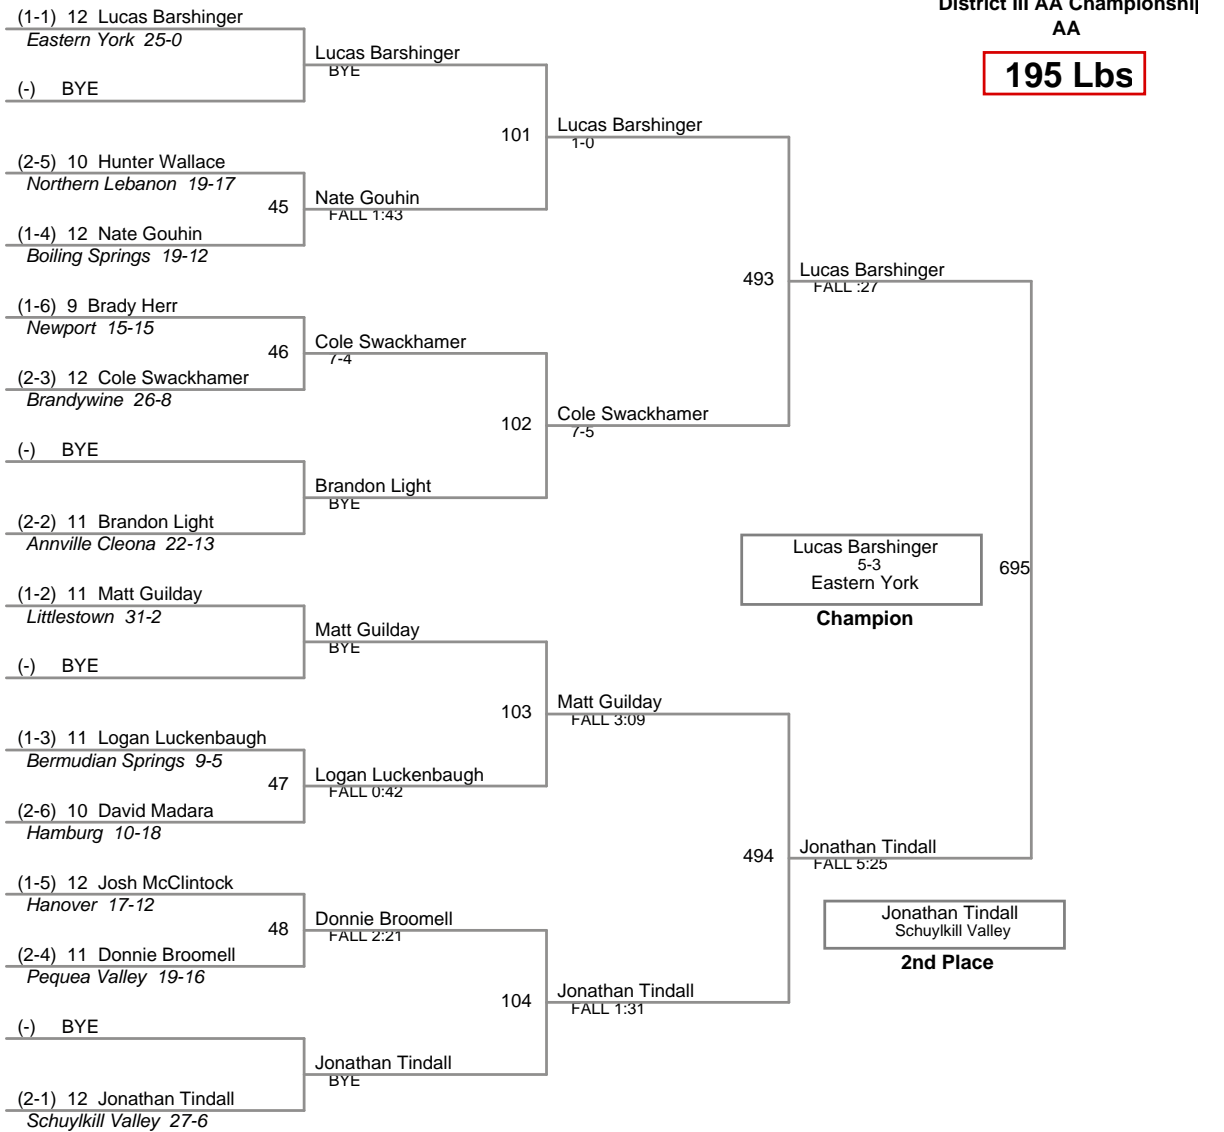 District III AA Championship
AA
195 Lbs
(1-1) 12 Lucas Barshinger
Eastern York 25-0
(-) BYE
(2-5) 10 Hunter Wallace
Northern Lebanon 19-17
(1-4) 12 Nate Gouhin
Boiling Springs 19-12
(1-6) 9 Brady Herr
Newport 15-15
(2-3) 12 Cole Swackhamer
Brandywine 26-8
(-) BYE
(2-2) 11 Brandon Light
Annville Cleona 22-13
(1-2) 11 Matt Guilday
Littlestown 31-2
(-) BYE
(1-3) 11 Logan Luckenbaugh
Bermudian Springs 9-5
(2-6) 10 David Madara
Hamburg 10-18
(1-5) 12 Josh McClintock
Hanover 17-12
(2-4) 11 Donnie Broomell
Pequea Valley 19-16
(-) BYE
(2-1) 12 Jonathan Tindall
Schuylkill Valley 27-6
Lucas Barshinger
BYE
45
Nate Gouhin
FALL 1:43
46
Cole Swackhamer
7-4
Brandon Light
BYE
Matt Guilday
BYE
47
Logan Luckenbaugh
FALL 0:42
48
Donnie Broomell
FALL 2:21
Jonathan Tindall
BYE
101
Lucas Barshinger
1-0
102
Cole Swackhamer
7-5
103
Matt Guilday
FALL 3:09
104
Jonathan Tindall
FALL 1:31
493
Lucas Barshinger
FALL :27
494
Jonathan Tindall
FALL 5:25
695
Lucas Barshinger
5-3
Eastern York
Champion
Jonathan Tindall
Schuylkill Valley
2nd Place